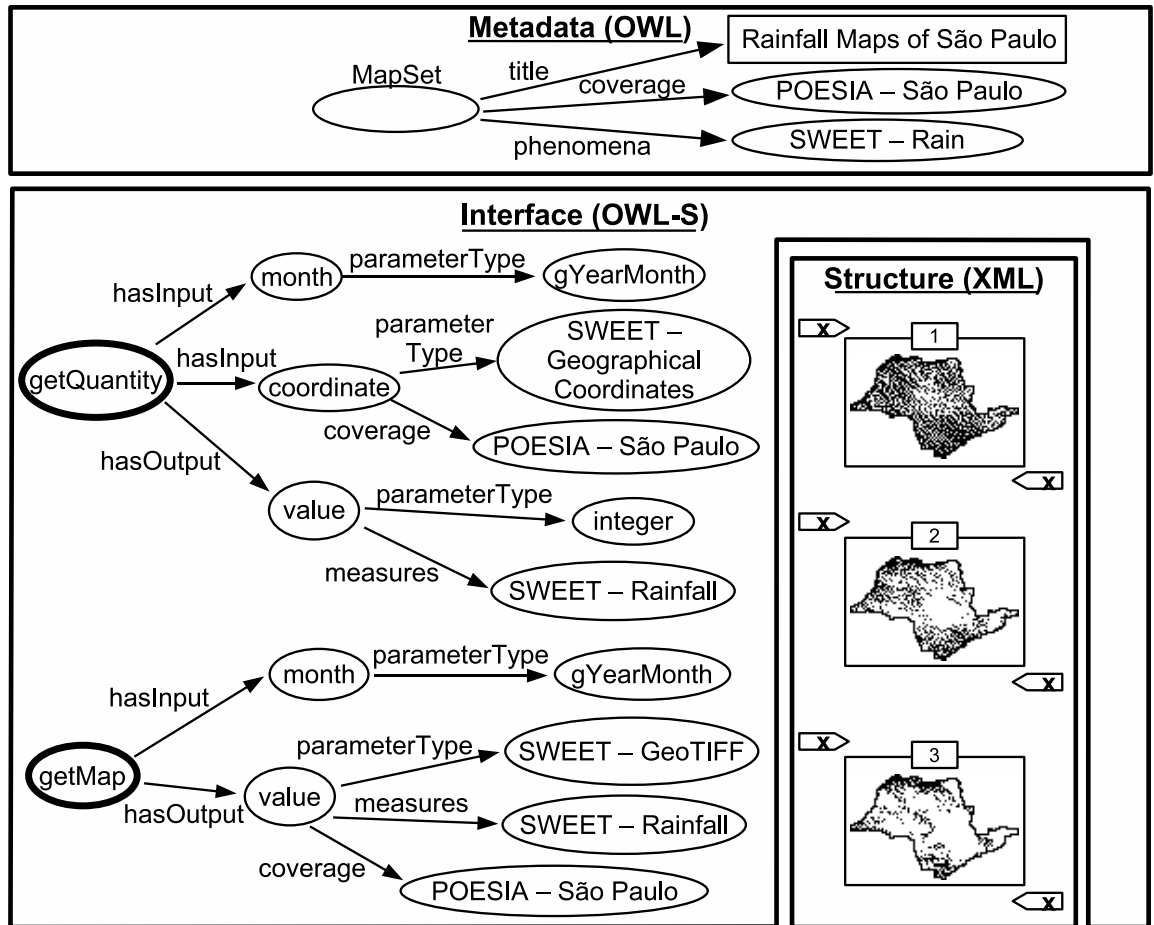 Metadata (OWL)
MapSet
title
coverage
phenomena
Rainfall Maps of São Paulo
POESIA – São Paulo
SWEET – Rain
Interface (OWL-S)
getQuantity
hasInput
month
parameterType
gYearMonth
hasInput
coordinate
parameter
Type
SWEET –
Geographical
Coordinates
coverage
POESIA – São Paulo
hasOutput
value
parameterType
integer
measures
SWEET – Rainfall
getMap
hasInput
month
parameterType
gYearMonth
hasOutput
value
parameterType
SWEET – GeoTIFF
measures
SWEET – Rainfall
coverage
POESIA – São Paulo
Structure (XML)
x
1
x
x
2
x
x
3
x